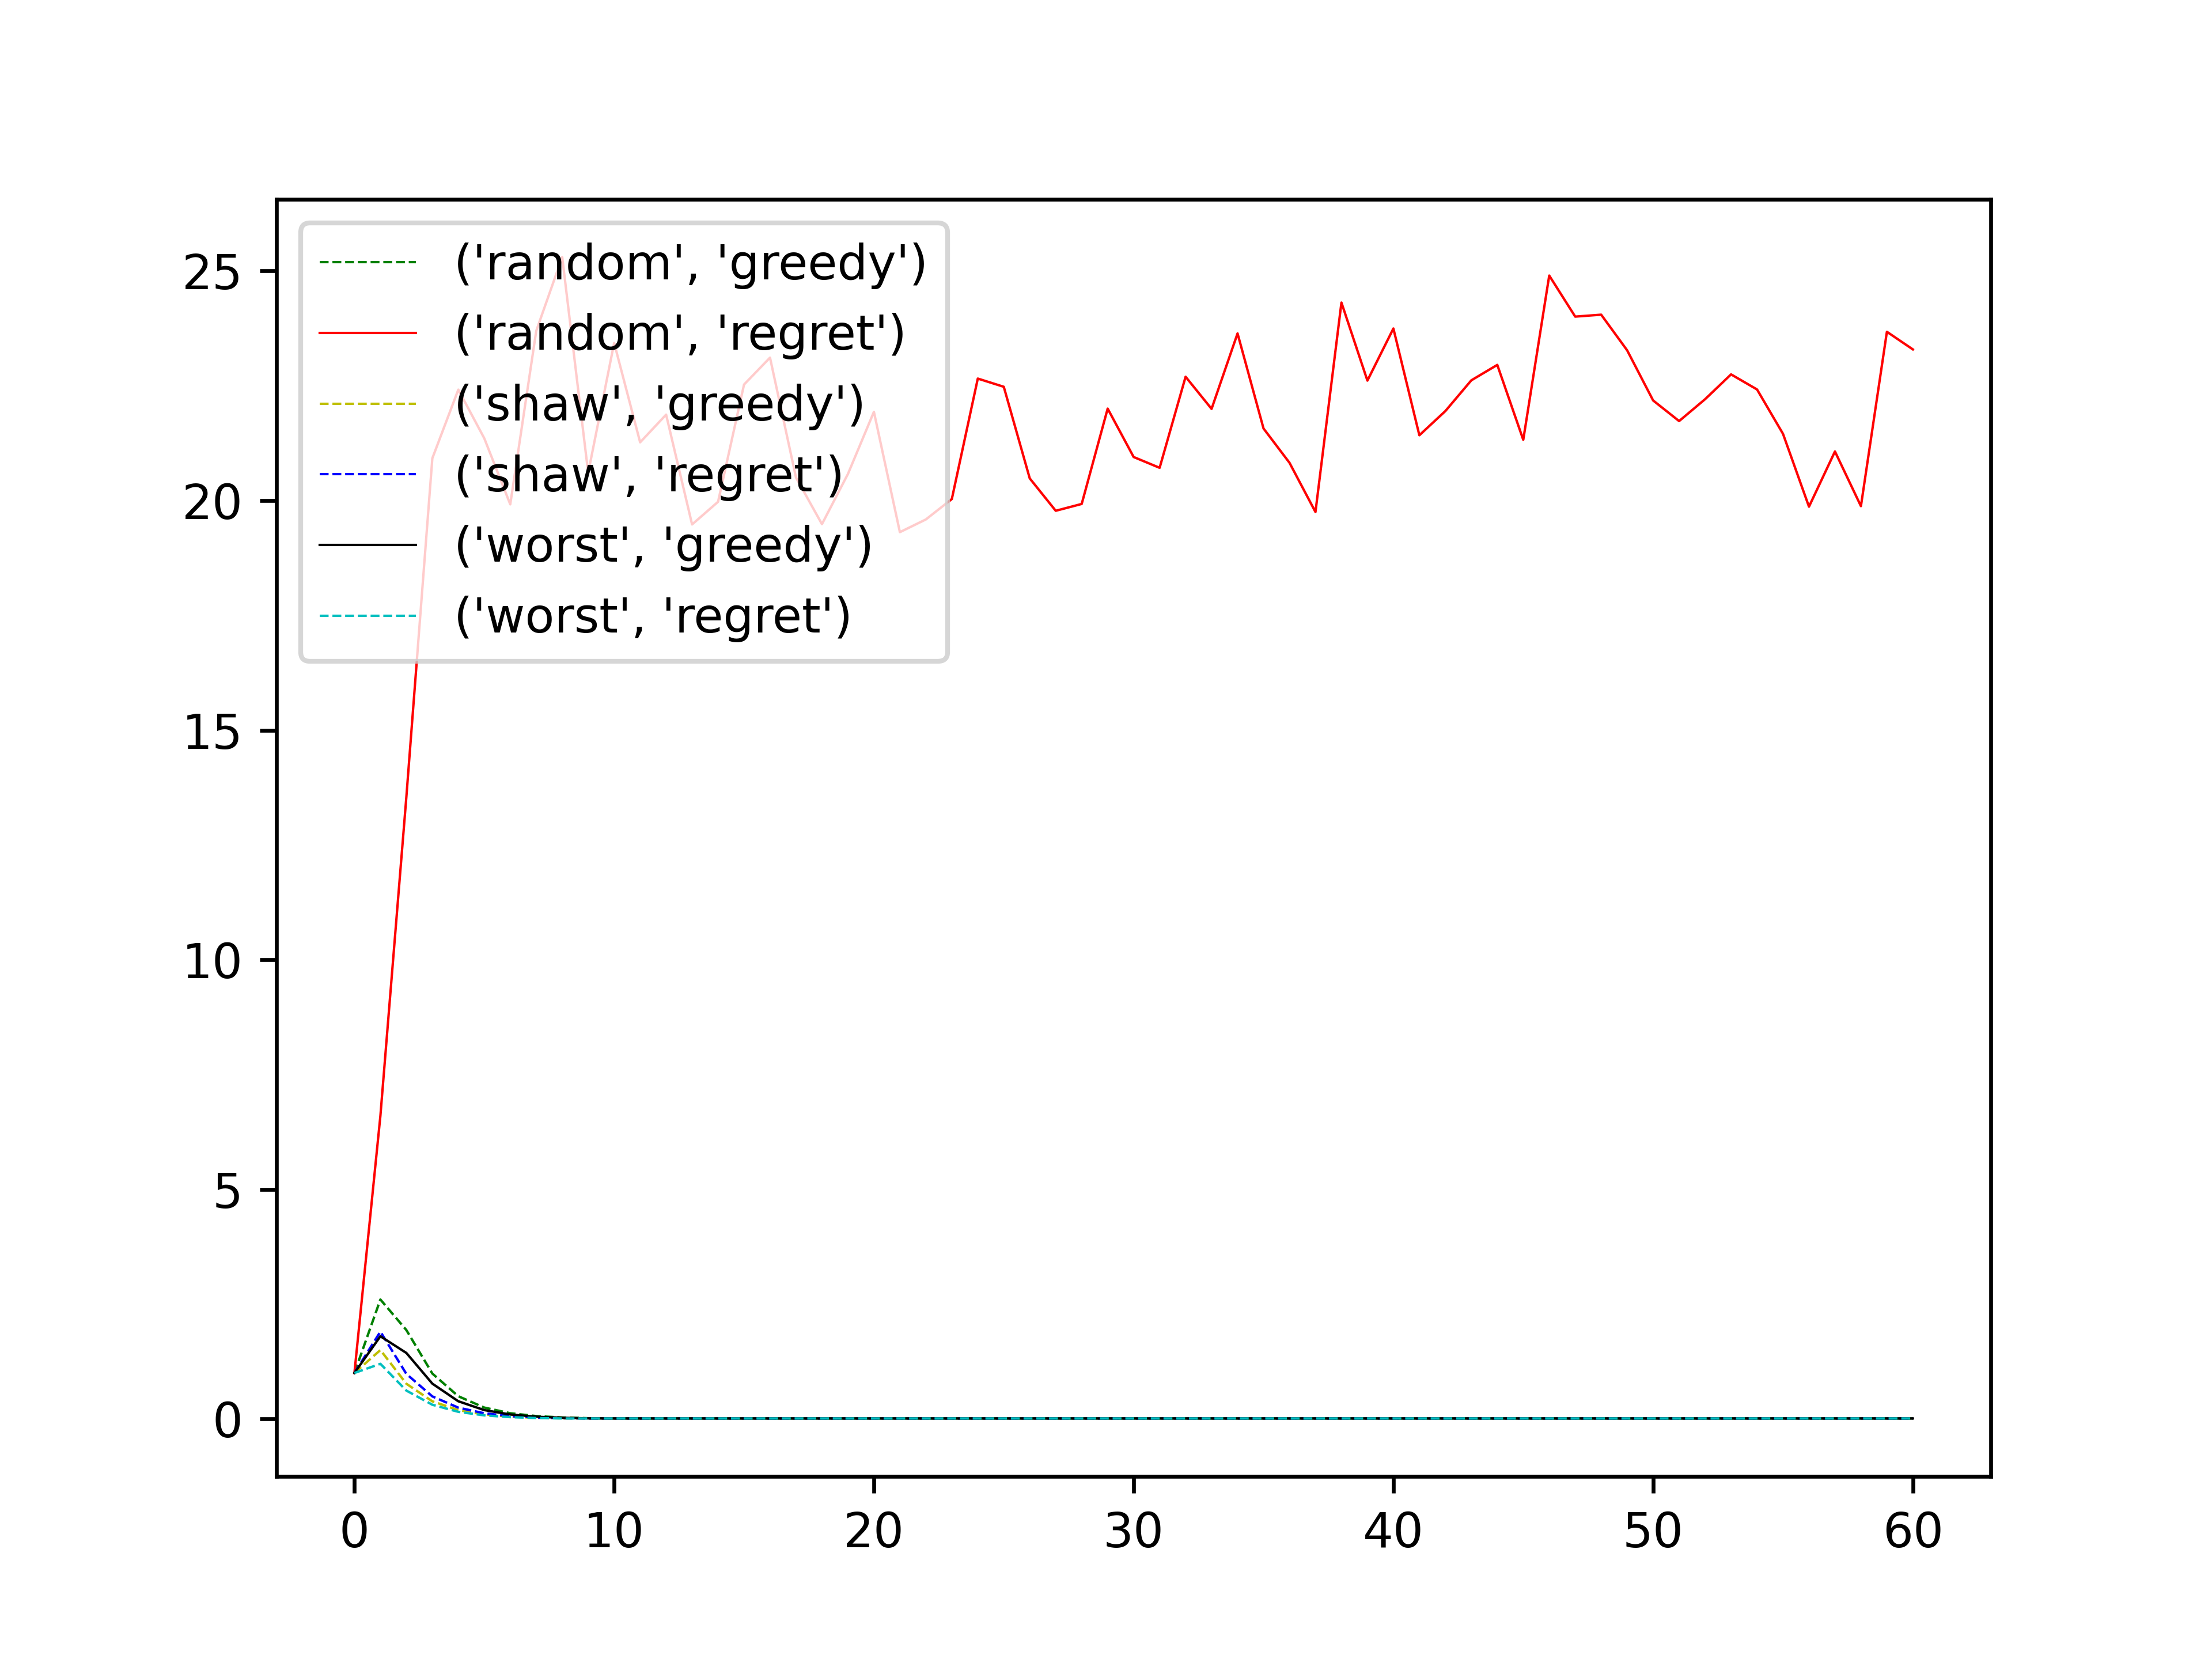 25
20
15
10
5
0
('random', 'greedy')
('random', 'regret')
('shaw', 'greedy')
('shaw', 'regret')
('worst', 'greedy')
('worst', 'regret')
0 10 20 30 40 50 60